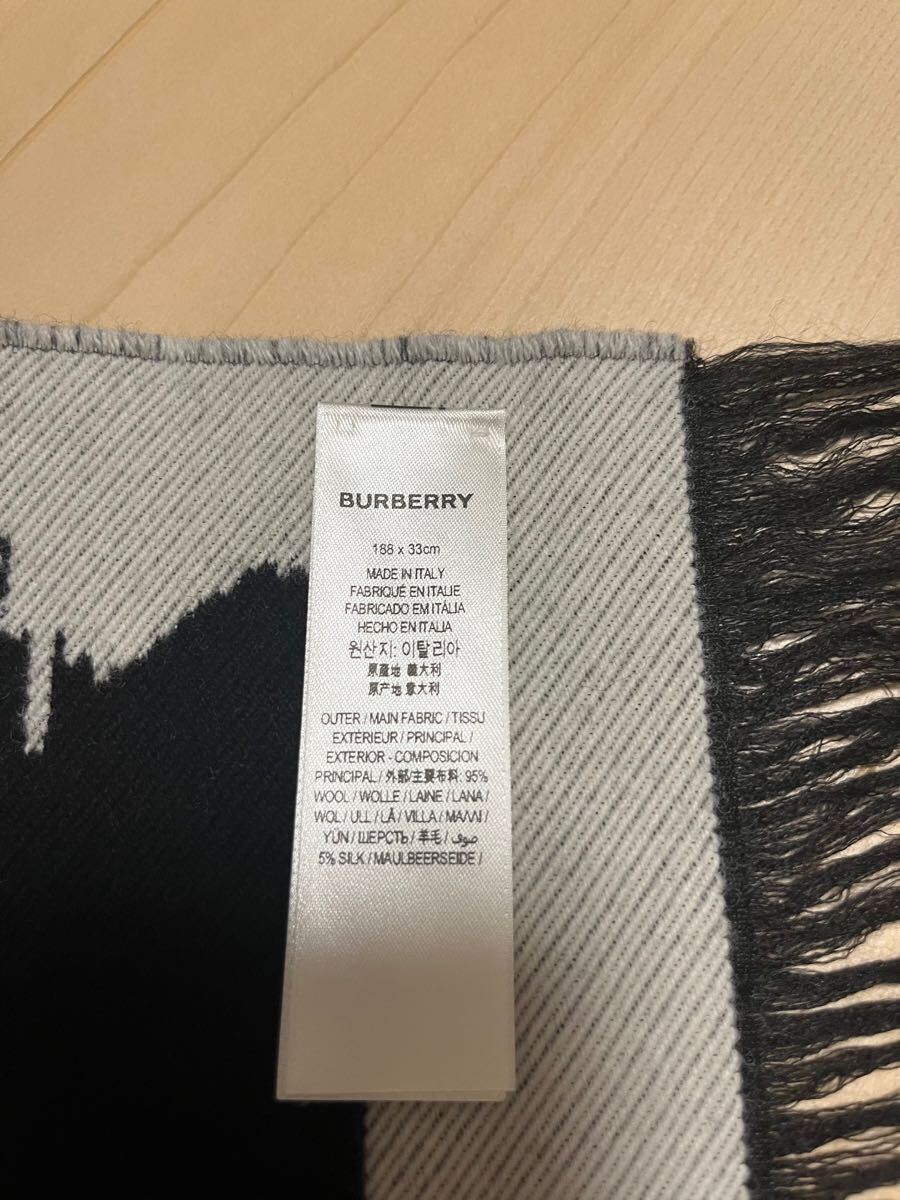 BURBERRY
188 x 33cm
MADE IN ITALY
FABRIQUÉ EN ITALIE
FABRICADO EM ITÁLIA
HECHO EN ITALIA
원산지: 이탈리아
原產地 義大利
原产地 意大利
OUTER / MAIN FABRIC / TISSU
EXTÉRIEUR / PRINCIPAL /
EXTERIOR - COMPOSICION
PRINCIPAL / 外部/主要布料: 95%
WOOL / WOLLE / LAINE / LANA /
WOL / ULL / LÃ / VILLA / ΜΑΛΛΙ /
YÜN / ШЕРСТЬ / 羊毛 / صوف /
5% SILK / MAULBEERSEIDE /